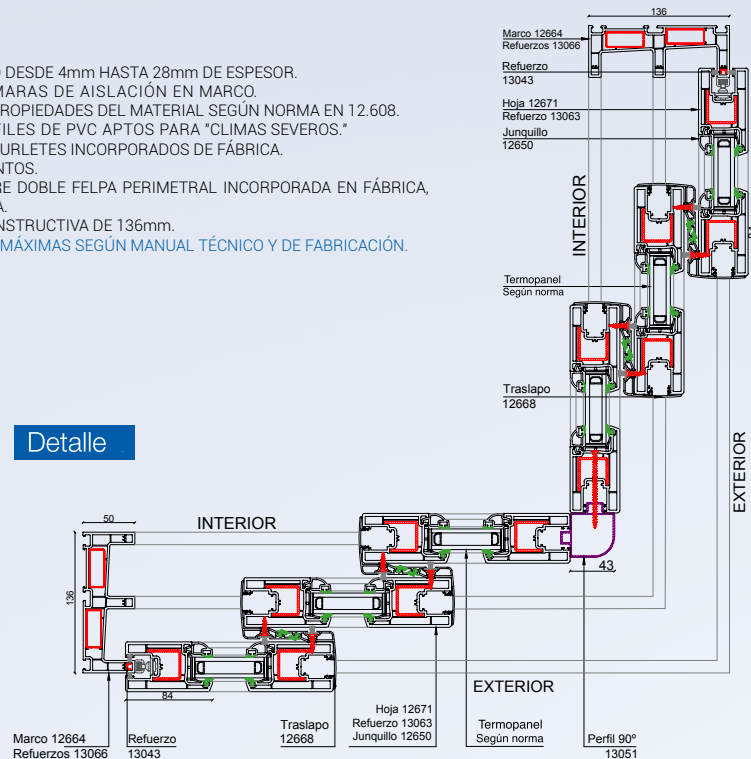 DESDE 4mm HASTA 28mm DE ESPESOR.
MARAS DE AISLACIÓN EN MARCO.
ROPIEDADES DEL MATERIAL SEGÚN NORMA EN 12.608.
FILES DE PVC APTOS PARA "CLIMAS SEVEROS."
URLETES INCORPORADOS DE FÁBRICA.
NTOS.
RE DOBLE FELPA PERIMETRAL INCORPORADA EN FÁBRICA,
A.
NSTRUCTIVA DE 136mm.
MÁXIMAS SEGÚN MANUAL TÉCNICO Y DE FABRICACIÓN.
136
Marco 12664
Refuerzos 13066
Refuerzo
13043
Hoja 12671
Refuerzo 13063
Junquillo
12650
INTERIOR
Termopanel
Según norma
Traslapo
12668
EXTERIOR
Detalle
50
INTERIOR
136
43
84
EXTERIOR
Marco 12664
Refuerzos 13066
Refuerzo
13043
Traslapo
12668
Hoja 12671
Refuerzo 13063
Junquillo 12650
Termopanel
Según norma
Perfil 90º
13051